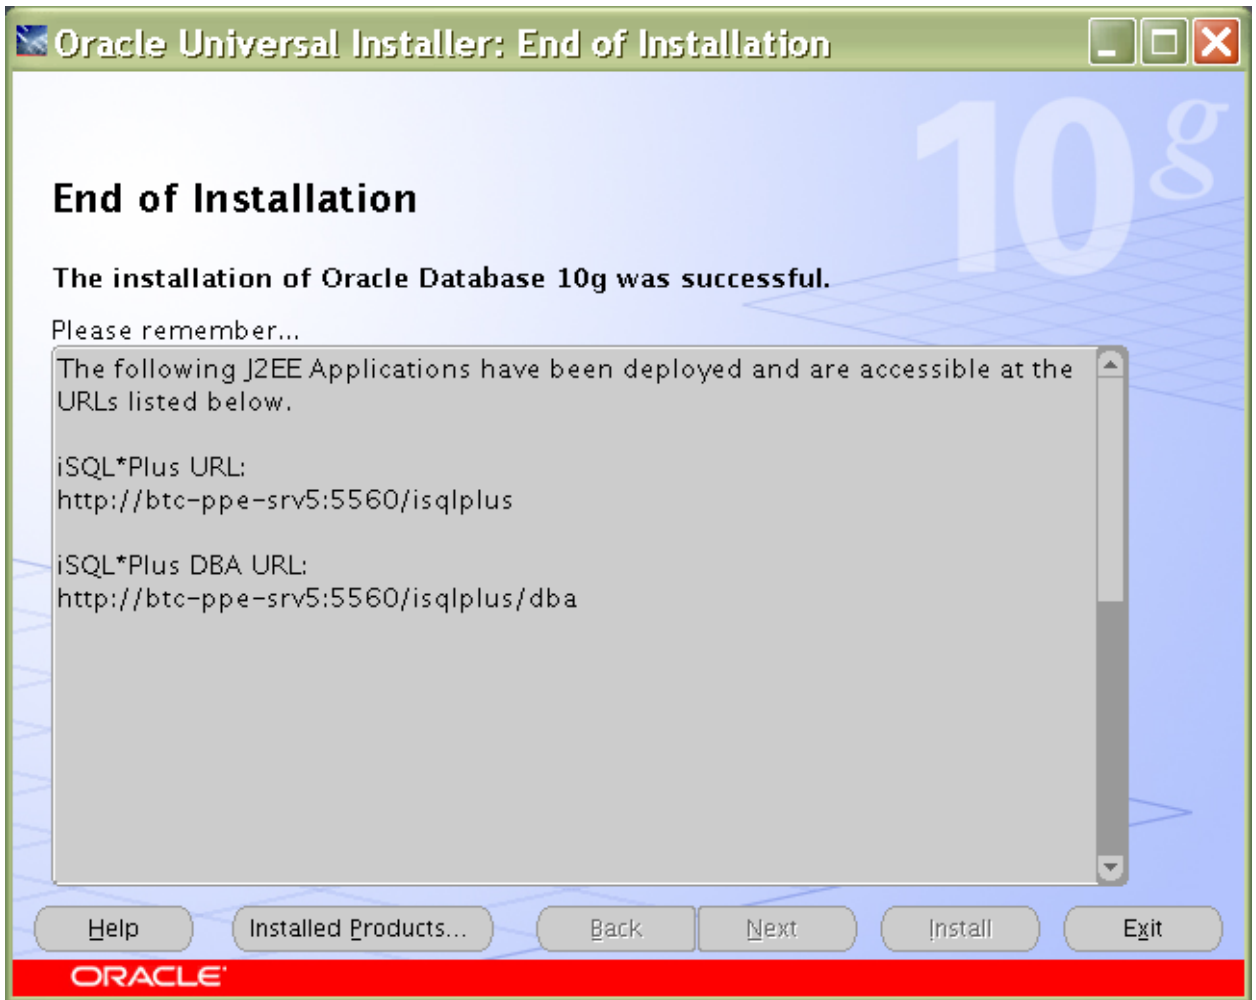 Oracle Universal Installer: End of Installation
10g
End of Installation
The installation of Oracle Database 10g was successful.
Please remember...
The following J2EE Applications have been deployed and are accessible at the
URLs listed below.
iSQL*Plus URL:
http://btc-ppe-srv5:5560/isqlplus
iSQL*Plus DBA URL:
http://btc-ppe-srv5:5560/isqlplus/dba
Help Installed Products... Back Next Install Exit
ORACLE